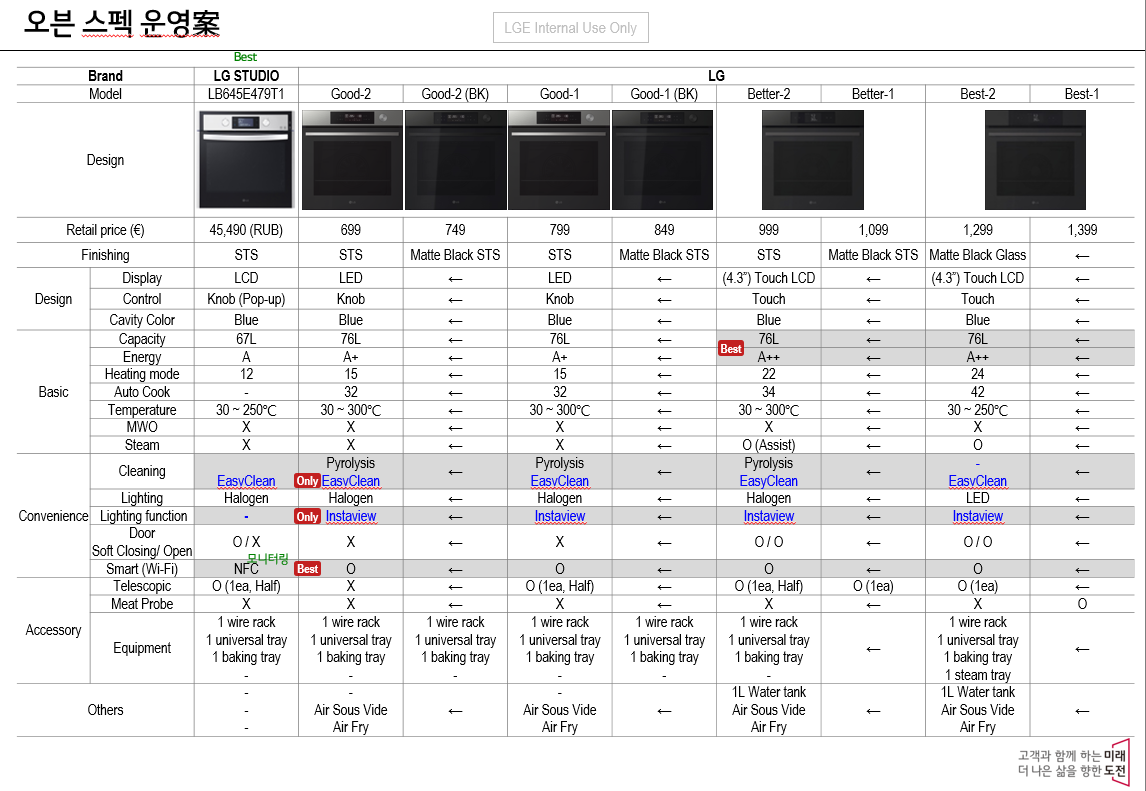 오븐 스펙 운영案
LGE Internal Use Only
Best
Brand LG STUDIO LG
Model LB645E479T1 Good-2 Good-2 (BK) Good-1 Good-1 (BK) Better-2 Better-1 Best-2 Best-1
Design
Retail price (€) 45,490 (RUB) 699 749 799 849 999 1,099 1,299 1,399
Finishing STS STS Matte Black STS STS Matte Black STS STS Matte Black STS Matte Black Glass ←
Design
Display LCD LED ← LED ← (4.3”) Touch LCD ← (4.3”) Touch LCD ←
Control Knob (Pop-up) Knob ← Knob ← Touch ← Touch ←
Cavity Color Blue Blue ← Blue ← Blue ← Blue ←
Basic
Capacity 67L 76L ← 76L ← 76L ← 76L ←
Best
Energy A A+ ← A+ ← A++ ← A++ ←
Heating mode 12 15 ← 15 ← 22 ← 24 ←
Auto Cook - 32 ← 32 ← 34 ← 42 ←
Temperature 30 ~ 250℃ 30 ~ 300℃ ← 30 ~ 300℃ ← 30 ~ 300℃ ← 30 ~ 250℃ ←
MWO X X ← X ← X ← X ←
Steam X X ← X ← O (Assist) ← O ←
Convenience
Cleaning
Pyrolysis ← Pyrolysis ← Pyrolysis ← - ←
EasyClean Only EasyClean EasyClean EasyClean EasyClean
Lighting Halogen Halogen ← Halogen ← Halogen ← LED ←
Lighting function - Only Instaview ← Instaview ← Instaview ← Instaview ←
Door
Soft Closing/ Open O / X X ← X ← O / O ← O / O ←
모니터링
Smart (Wi-Fi) NFC Best O ← O ← O ← O ←
Accessory
Telescopic O (1ea, Half) X ← O (1ea, Half) ← O (1ea, Half) O (1ea) O (1ea) ←
Meat Probe X X ← X ← X ← X O
Equipment
1 wire rack 1 wire rack 1 wire rack 1 wire rack 1 wire rack 1 wire rack 1 wire rack
1 universal tray 1 universal tray 1 universal tray 1 universal tray 1 universal tray 1 universal tray ← 1 universal tray ←
1 baking tray 1 baking tray 1 baking tray 1 baking tray 1 baking tray 1 baking tray 1 baking tray
- - - - - - 1 steam tray
Others
- - - 1L Water tank 1L Water tank
- Air Sous Vide ← Air Sous Vide ← Air Sous Vide ← Air Sous Vide ←
- Air Fry Air Fry Air Fry Air Fry
고객과 함께 하는 미래
더 나은 삶을 향한 도전